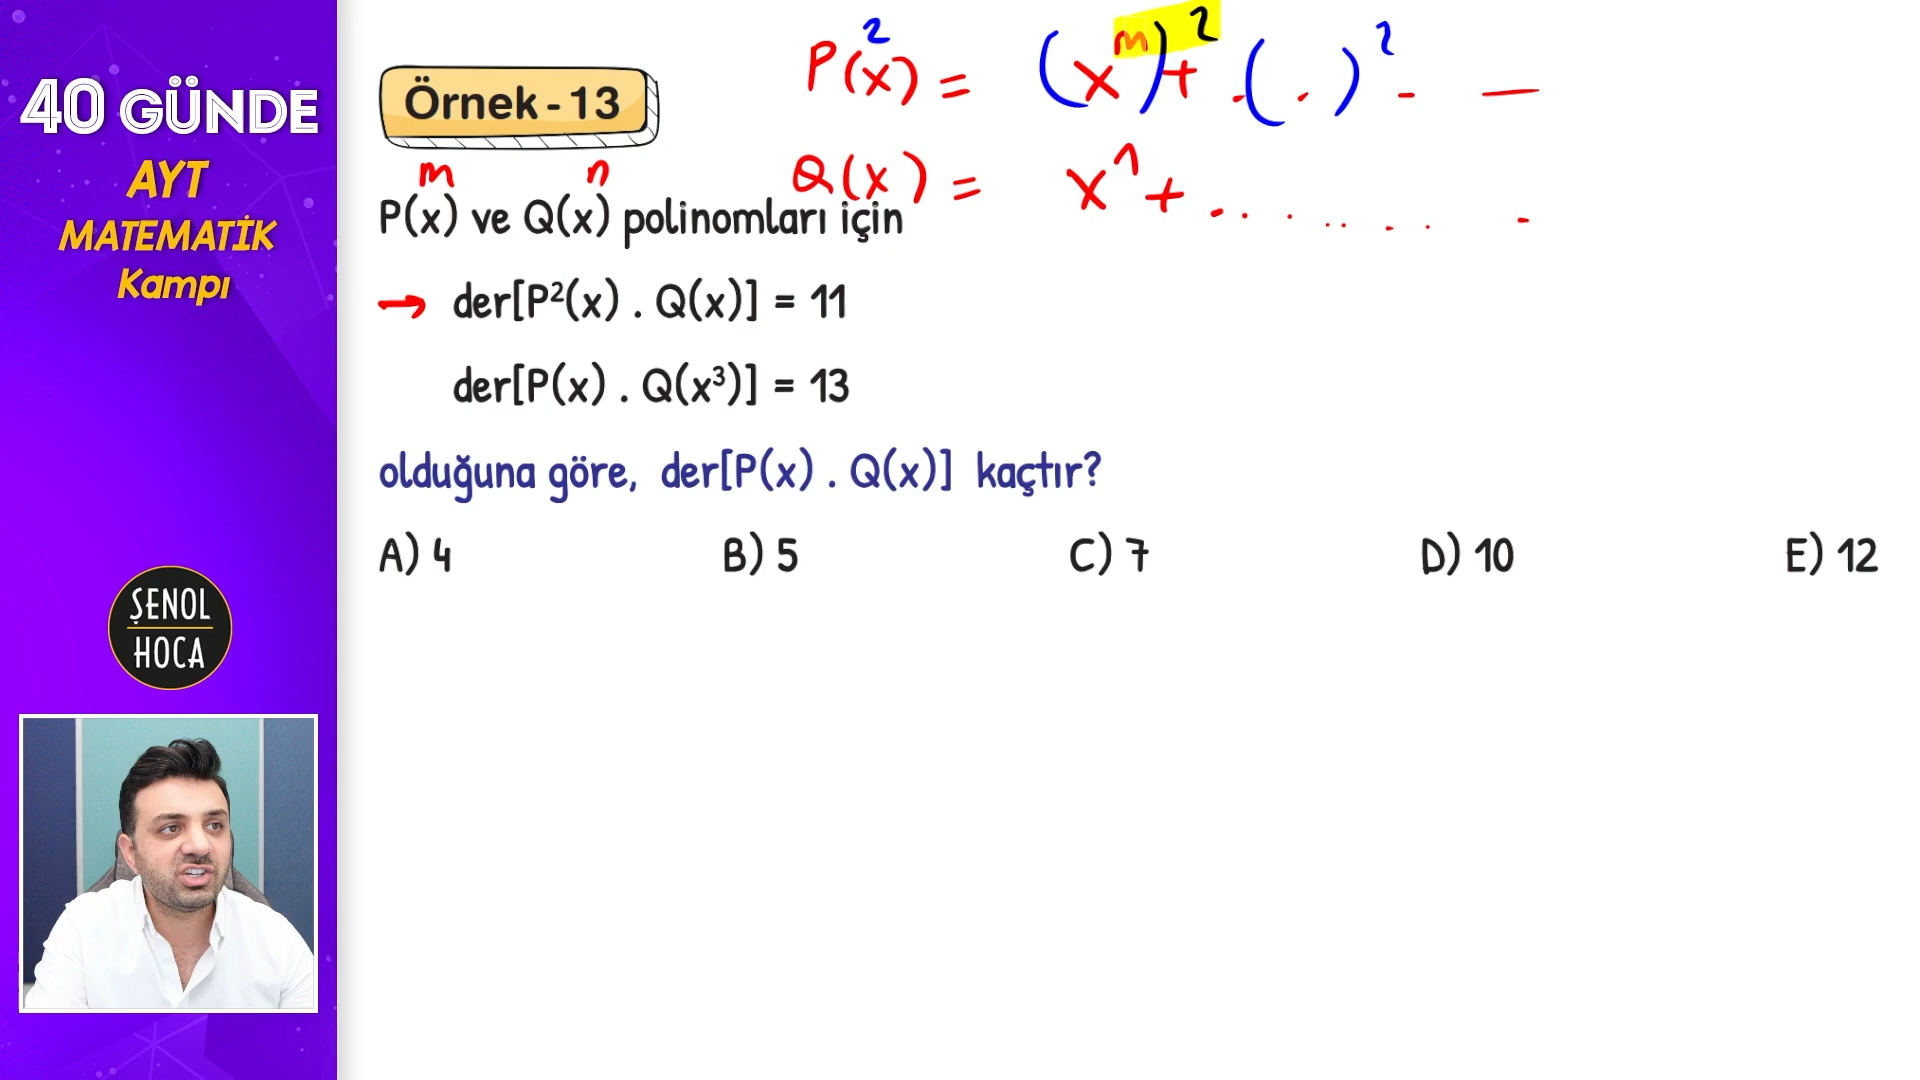 40 GÜNDE
AYT
MATEMATİK
Kampı
ŞENOL
HOCA
Örnek - 13
P(x²) = (x^m)² + . ( . )² - —
Q(x) = x^n + . . . . . . . . .
m n
P(x) ve Q(x) polinomları için
→ der[P²(x) . Q(x)] = 11
der[P(x) . Q(x³)] = 13
olduğuna göre, der[P(x) . Q(x)] kaçtır?
A) 4 B) 5 C) 7 D) 10 E) 12